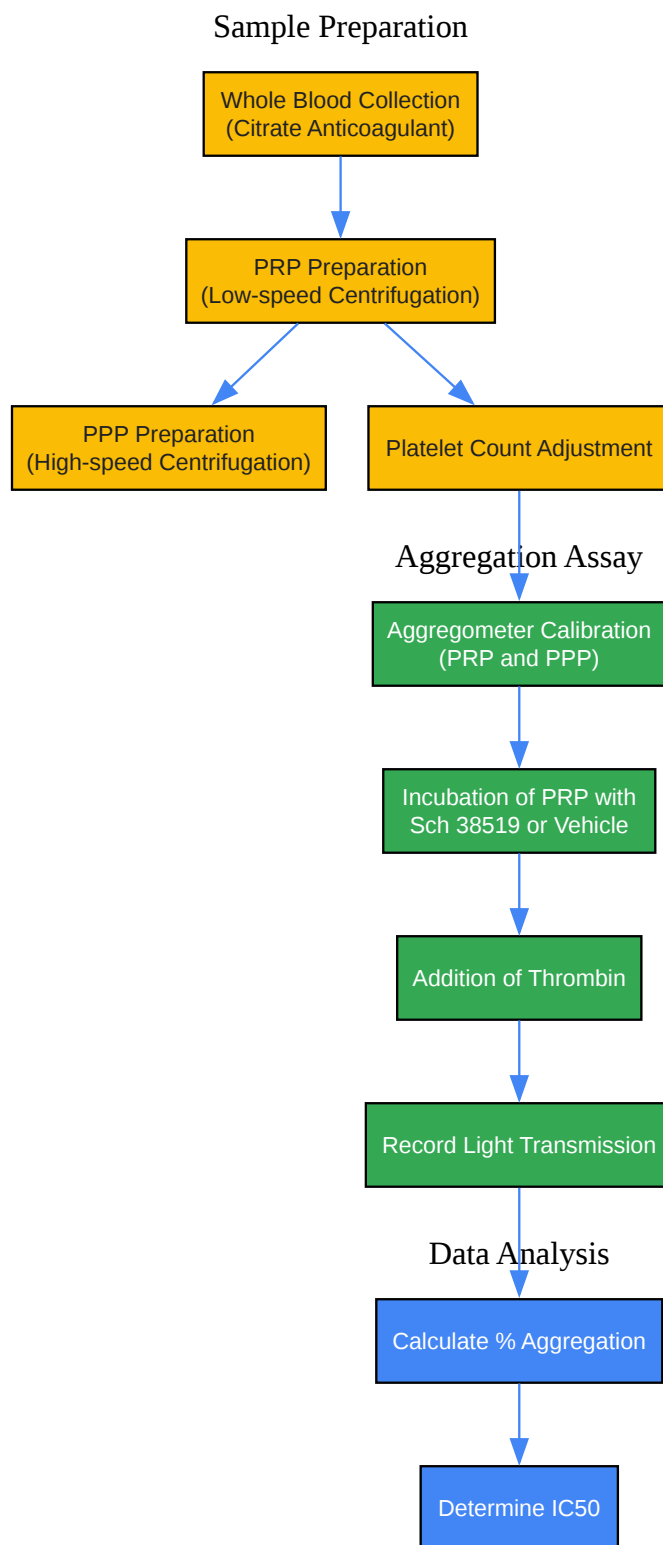 Sample Preparation
Whole Blood Collection
(Citrate Anticoagulant)
PRP Preparation
(Low-speed Centrifugation)
PPP Preparation
(High-speed Centrifugation)
Platelet Count Adjustment
Aggregation Assay
Aggregometer Calibration
(PRP and PPP)
Incubation of PRP with
Sch 38519 or Vehicle
Addition of Thrombin
Record Light Transmission
Data Analysis
Calculate % Aggregation
Determine IC50